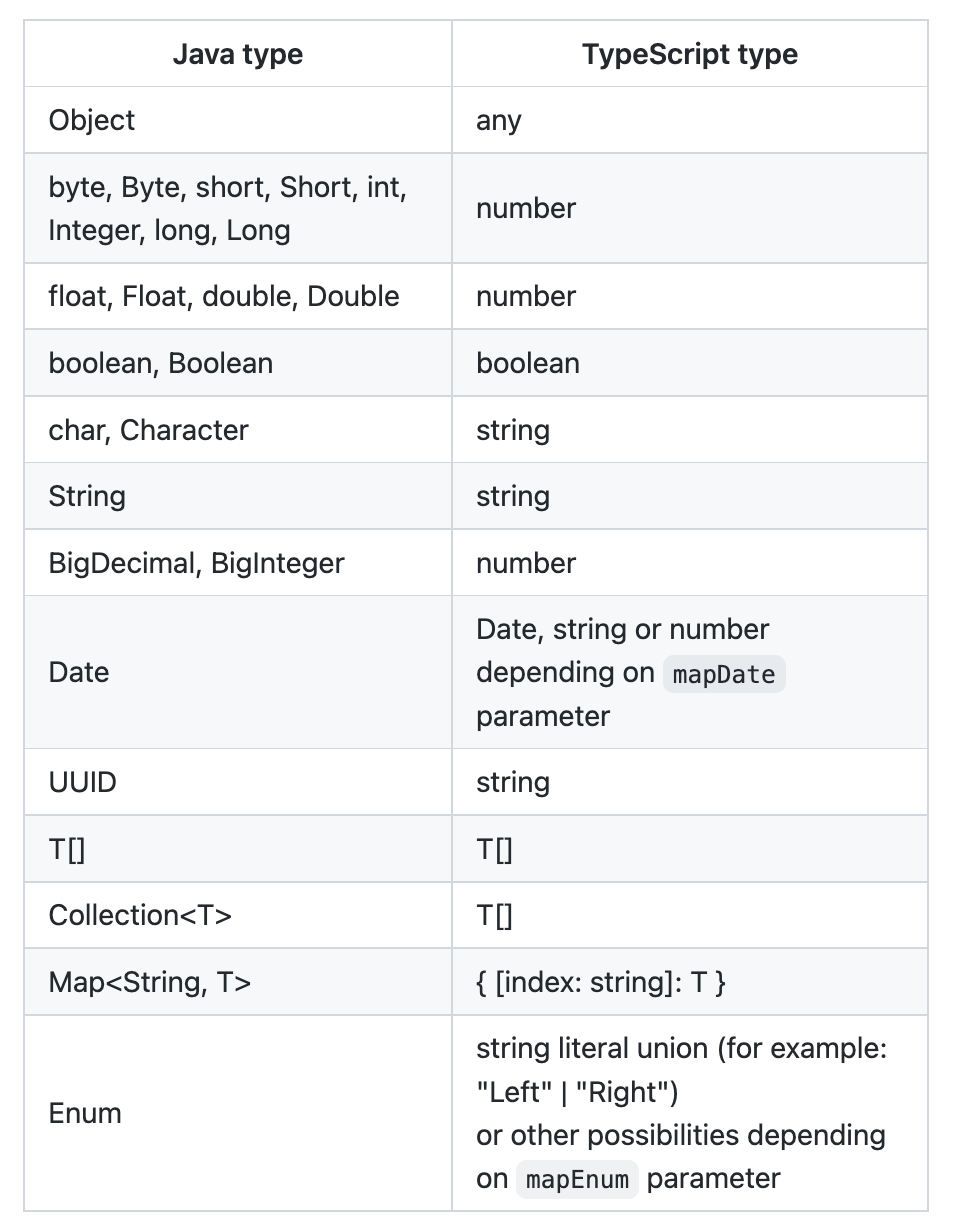 Java type
TypeScript type
Object
any
byte, Byte, short, Short, int,
Integer, long, Long
number
float, Float, double, Double
number
boolean, Boolean
boolean
char, Character
string
String
string
BigDecimal, BigInteger
number
Date
Date, string or number
depending on mapDate
parameter
UUID
string
T[]
T[]
Collection<T>
T[]
Map<String, T>
{ [index: string]: T }
Enum
string literal union (for example:
"Left" | "Right")
or other possibilities depending
on mapEnum parameter